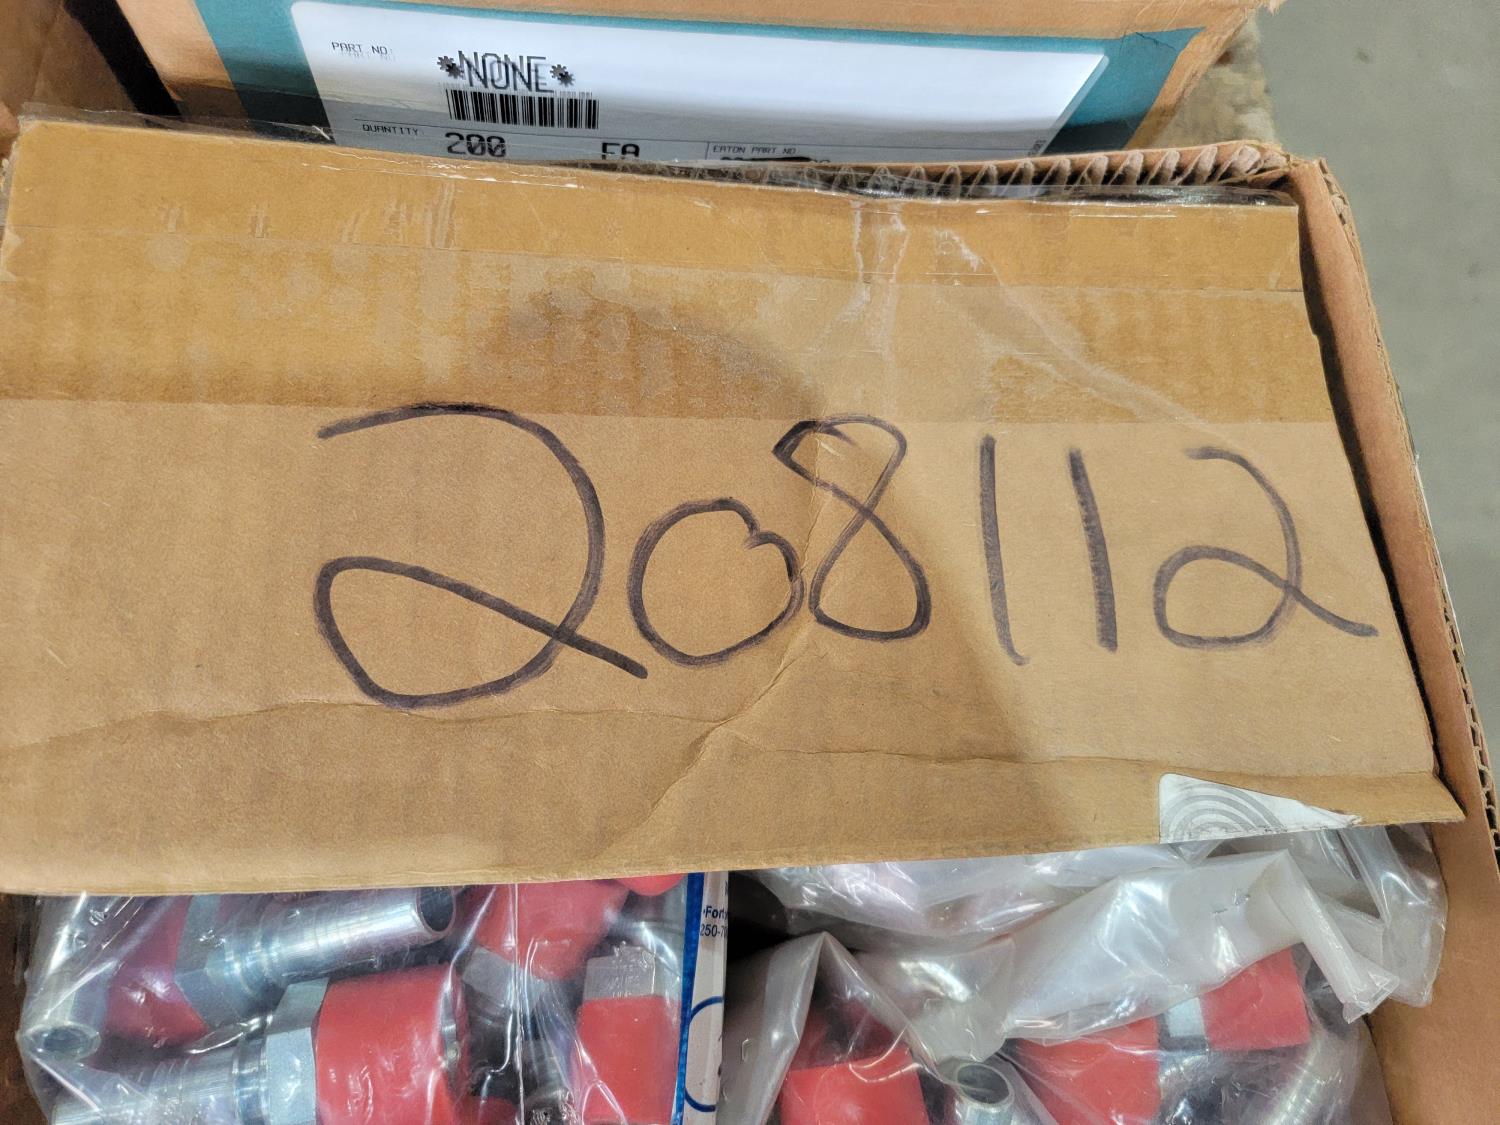 PART NO:
*NONE*
QUANTITY 200 EA
EATON PART NO
208112